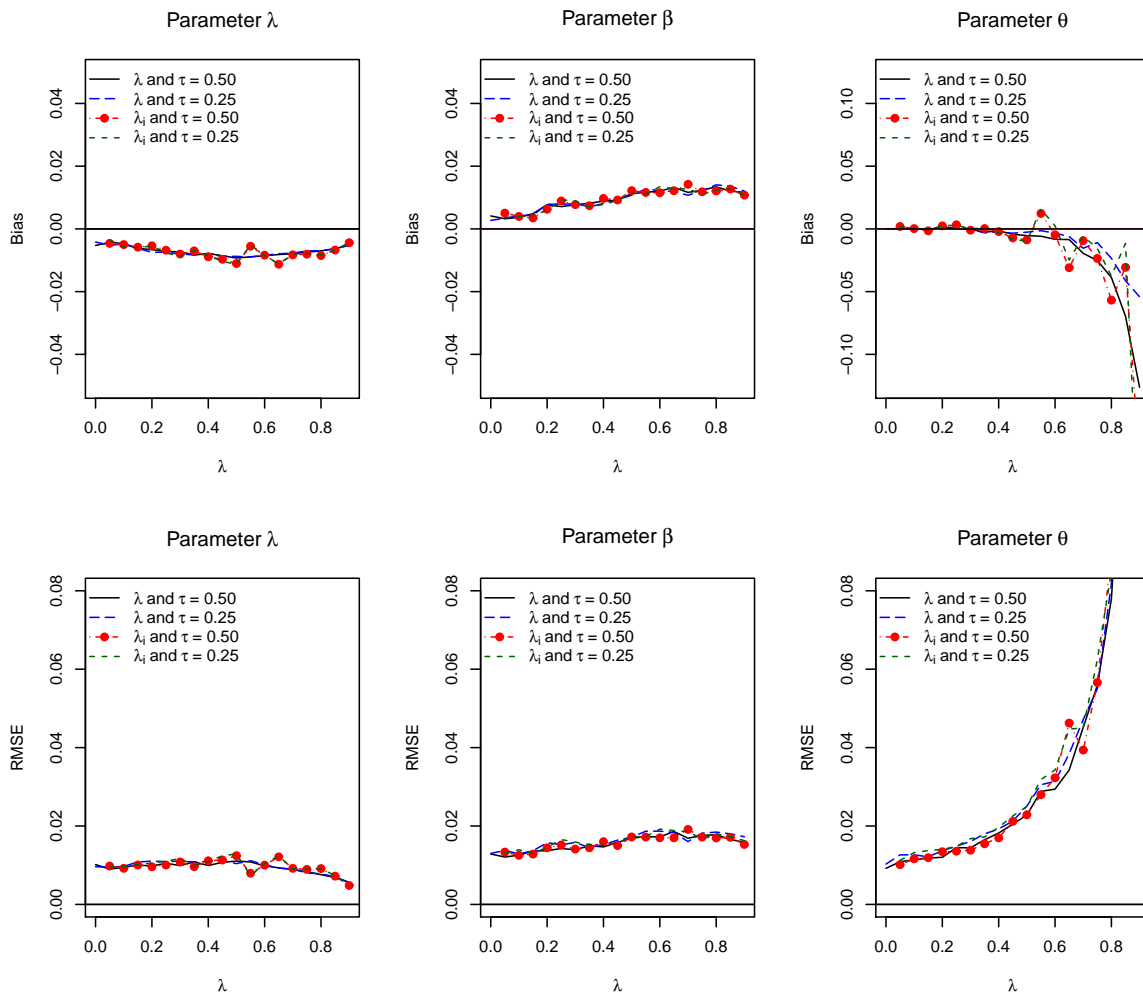 Parameter λ
λ and τ = 0.50
λ and τ = 0.25
λi and τ = 0.50
λi and τ = 0.25
Bias
0.04
0.02
0.00
−0.02
−0.04
0.0 0.2 0.4 0.6 0.8
λ
Parameter β
λ and τ = 0.50
λ and τ = 0.25
λi and τ = 0.50
λi and τ = 0.25
Bias
0.04
0.02
0.00
−0.02
−0.04
0.0 0.2 0.4 0.6 0.8
λ
Parameter θ
λ and τ = 0.50
λ and τ = 0.25
λi and τ = 0.50
λi and τ = 0.25
Bias
0.10
0.05
0.00
−0.05
−0.10
0.0 0.2 0.4 0.6 0.8
λ
Parameter λ
λ and τ = 0.50
λ and τ = 0.25
λi and τ = 0.50
λi and τ = 0.25
RMSE
0.08
0.06
0.04
0.02
0.00
0.0 0.2 0.4 0.6 0.8
λ
Parameter β
λ and τ = 0.50
λ and τ = 0.25
λi and τ = 0.50
λi and τ = 0.25
RMSE
0.08
0.06
0.04
0.02
0.00
0.0 0.2 0.4 0.6 0.8
λ
Parameter θ
λ and τ = 0.50
λ and τ = 0.25
λi and τ = 0.50
λi and τ = 0.25
RMSE
0.08
0.06
0.04
0.02
0.00
0.0 0.2 0.4 0.6 0.8
λ